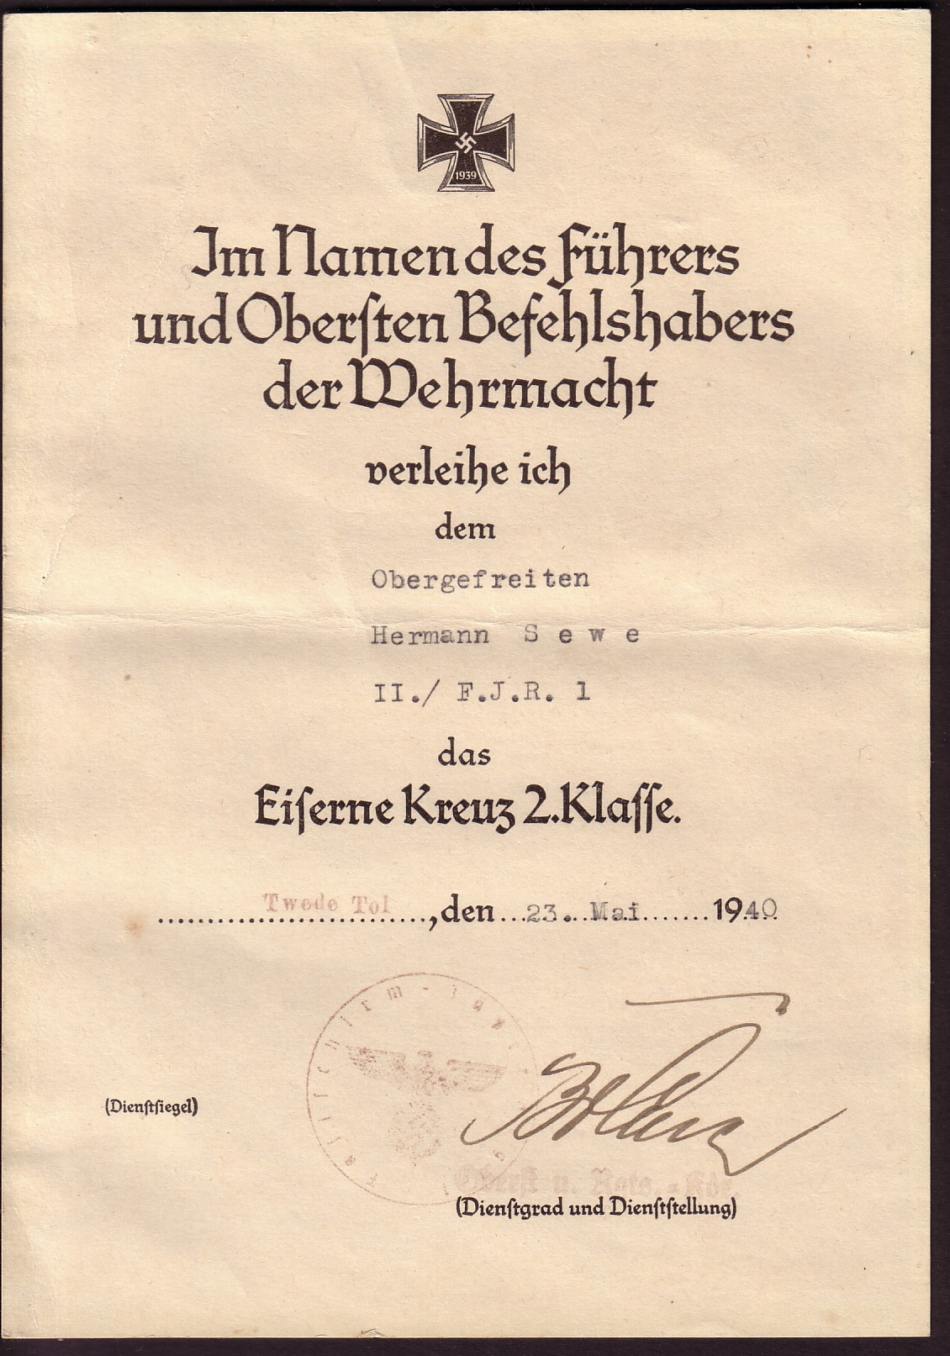 1939
Im Namen des Führers
und Oberſten Befehlshabers
der Wehrmacht
verleihe ich
dem
Obergefreiten
Hermann S e w e
II./ F.J.R. 1
das
Eiſerne Kreuz 2.Klaſſe.
Twede Tol, den 23. Mai 1940
(Dienſtſiegel)
Oberst u.
(Dienſtgrad und Dienſtſtellung)